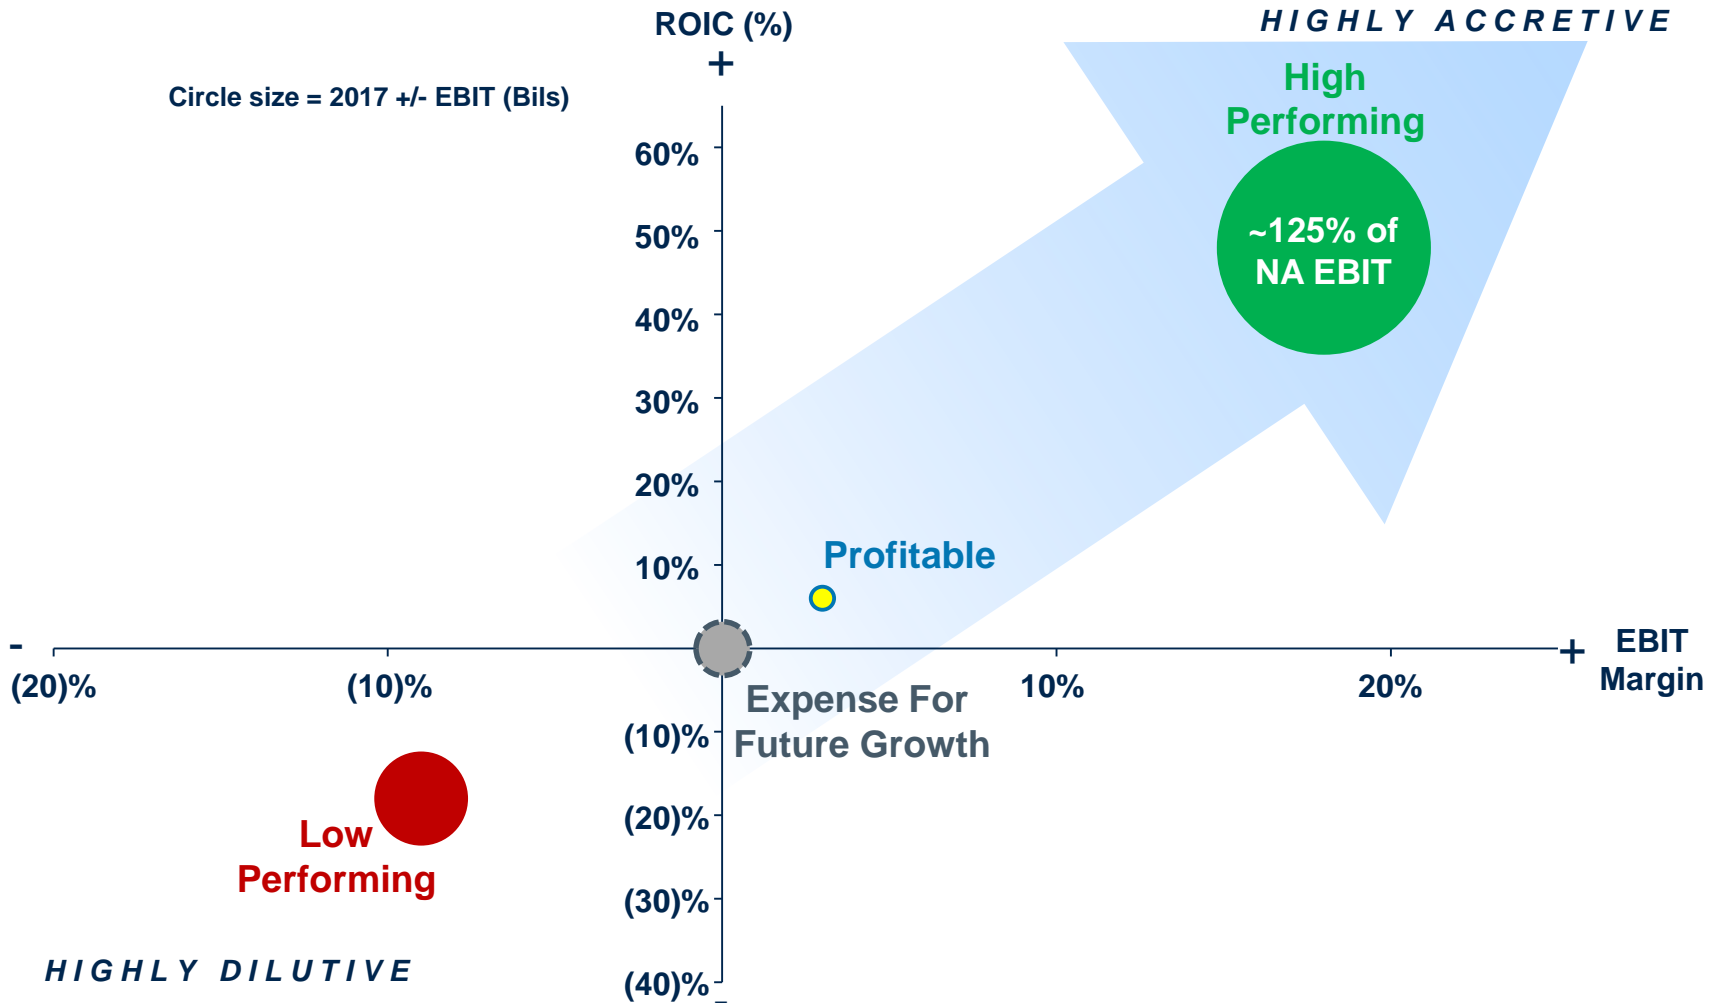 ROIC (%)
+
HIGHLY ACCRETIVE
Circle size = 2017 +/- EBIT (Bils)
High
Performing
60%
50%
~125% of
NA EBIT
40%
30%
20%
10%
Profitable
-
(20)%
(10)%
10%
20%
+
EBIT
Margin
Expense For
Future Growth
(10)%
(20)%
Low
Performing
(30)%
HIGHLY DILUTIVE
(40)%
-